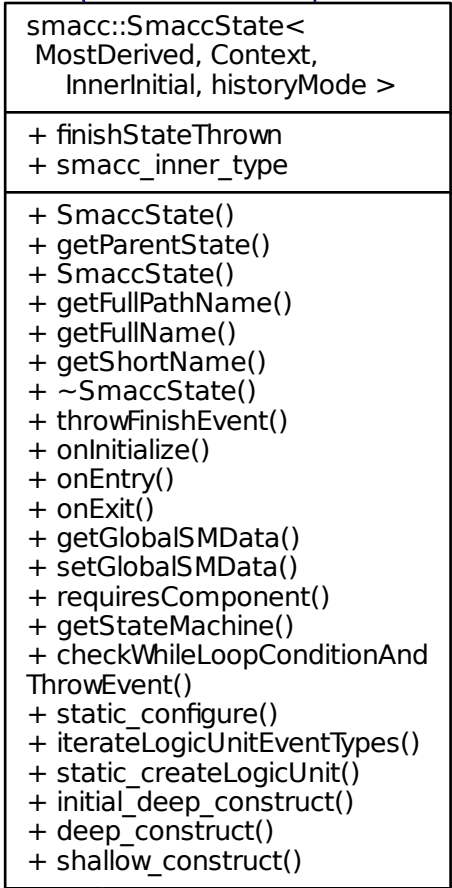 smacc::SmaccState<
MostDerived, Context,
InnerInitial, historyMode >
+ finishStateThrown
+ smacc_inner_type
+ SmaccState()
+ getParentState()
+ SmaccState()
+ getFullPathName()
+ getFullName()
+ getShortName()
+ ~SmaccState()
+ throwFinishEvent()
+ onInitialize()
+ onEntry()
+ onExit()
+ getGlobalSMData()
+ setGlobalSMData()
+ requiresComponent()
+ getStateMachine()
+ checkWhileLoopConditionAnd
ThrowEvent()
+ static_configure()
+ iterateLogicUnitEventTypes()
+ static_createLogicUnit()
+ initial_deep_construct()
+ deep_construct()
+ shallow_construct()